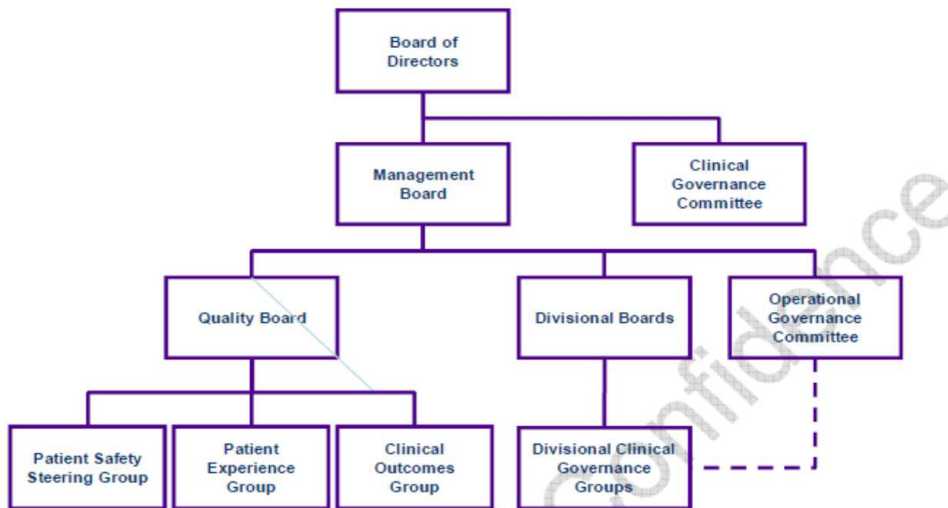 Board of
Directors
Management
Board
Clinical
Governance
Committee
Quality Board
Divisional Boards
Operational
Governance
Committee
Patient Safety
Steering Group
Patient
Experience
Group
Clinical
Outcomes
Group
Divisional Clinical
Governance
Groups
Confidence